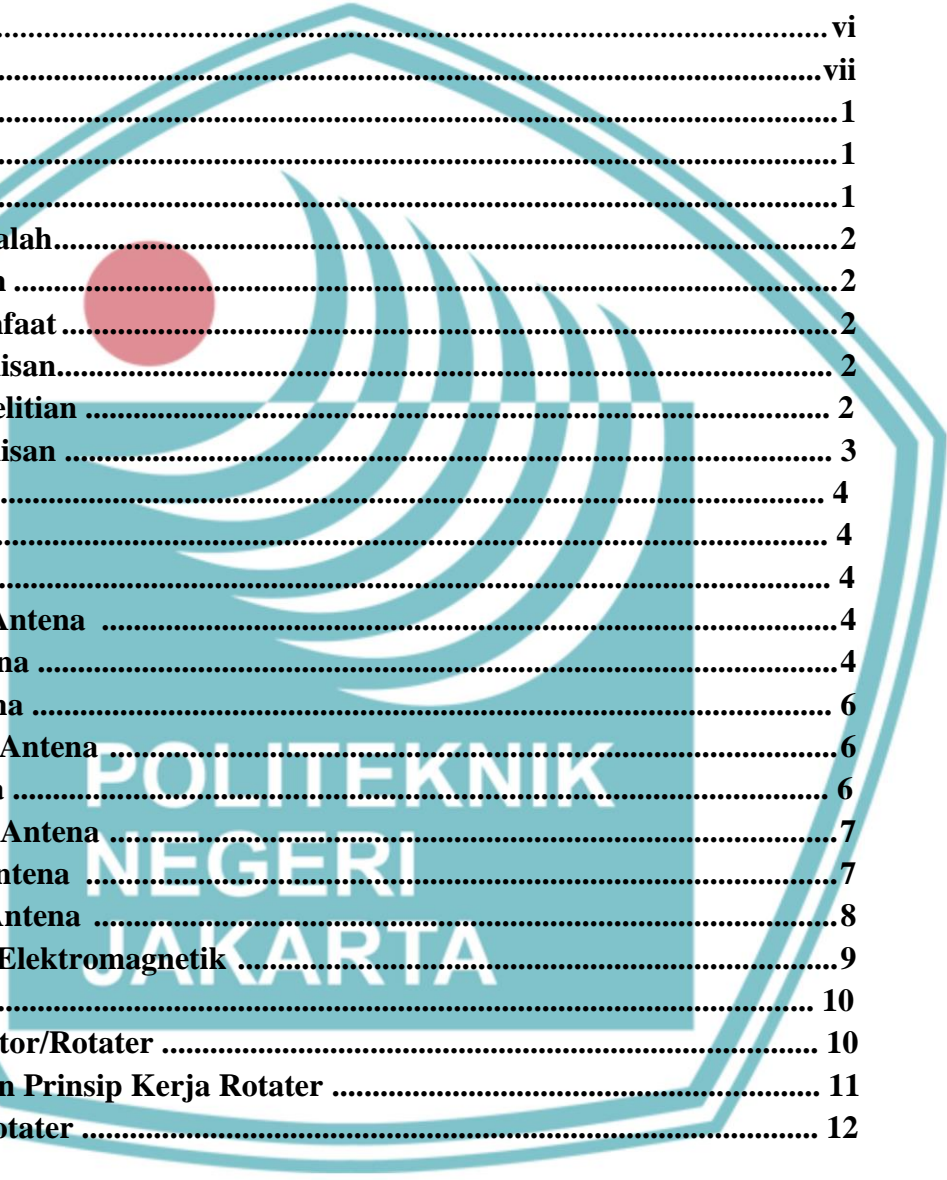 ........ vi
........ vii
........ 1
........ 1
........ 1
alah........ 2
n ........ 2
nfaat ........ 2
lisan........ 2
elitian ........ 2
lisan ........ 3
........ 4
........ 4
........ 4
Antena ........ 4
na ........ 4
na ........ 6
Antena ........ 6
POLITEKNIK
a ........ 6
Antena ........ 7
NEGERI
ntena ........ 7
Antena ........ 8
JAKARTA
Elektromagnetik ........ 9
........ 10
tor/Rotater ........ 10
n Prinsip Kerja Rotater ........ 11
otater ........ 12